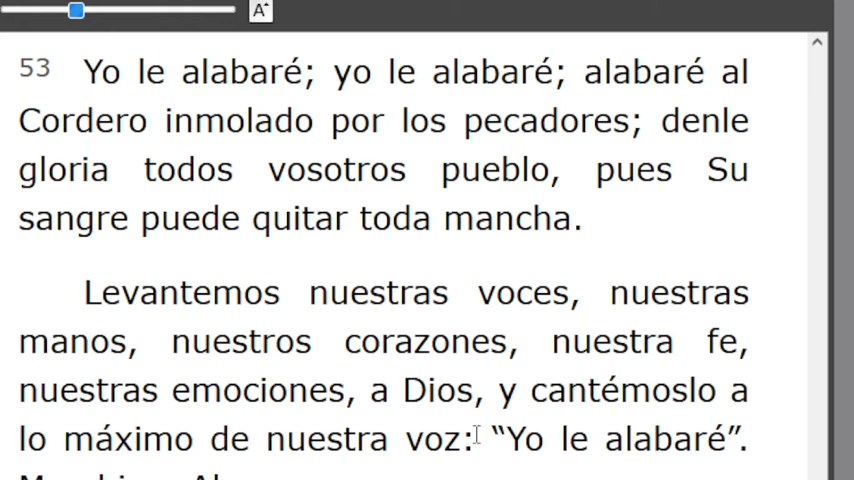 A
53 Yo le alabaré; yo le alabaré; alabaré al
Cordero inmolado por los pecadores; denle
gloria todos vosotros pueblo, pues Su
sangre puede quitar toda mancha.
Levantemos nuestras voces, nuestras
manos, nuestros corazones, nuestra fe,
nuestras emociones, a Dios, y cantémoslo a
lo máximo de nuestra voz: “Yo le alabaré”.